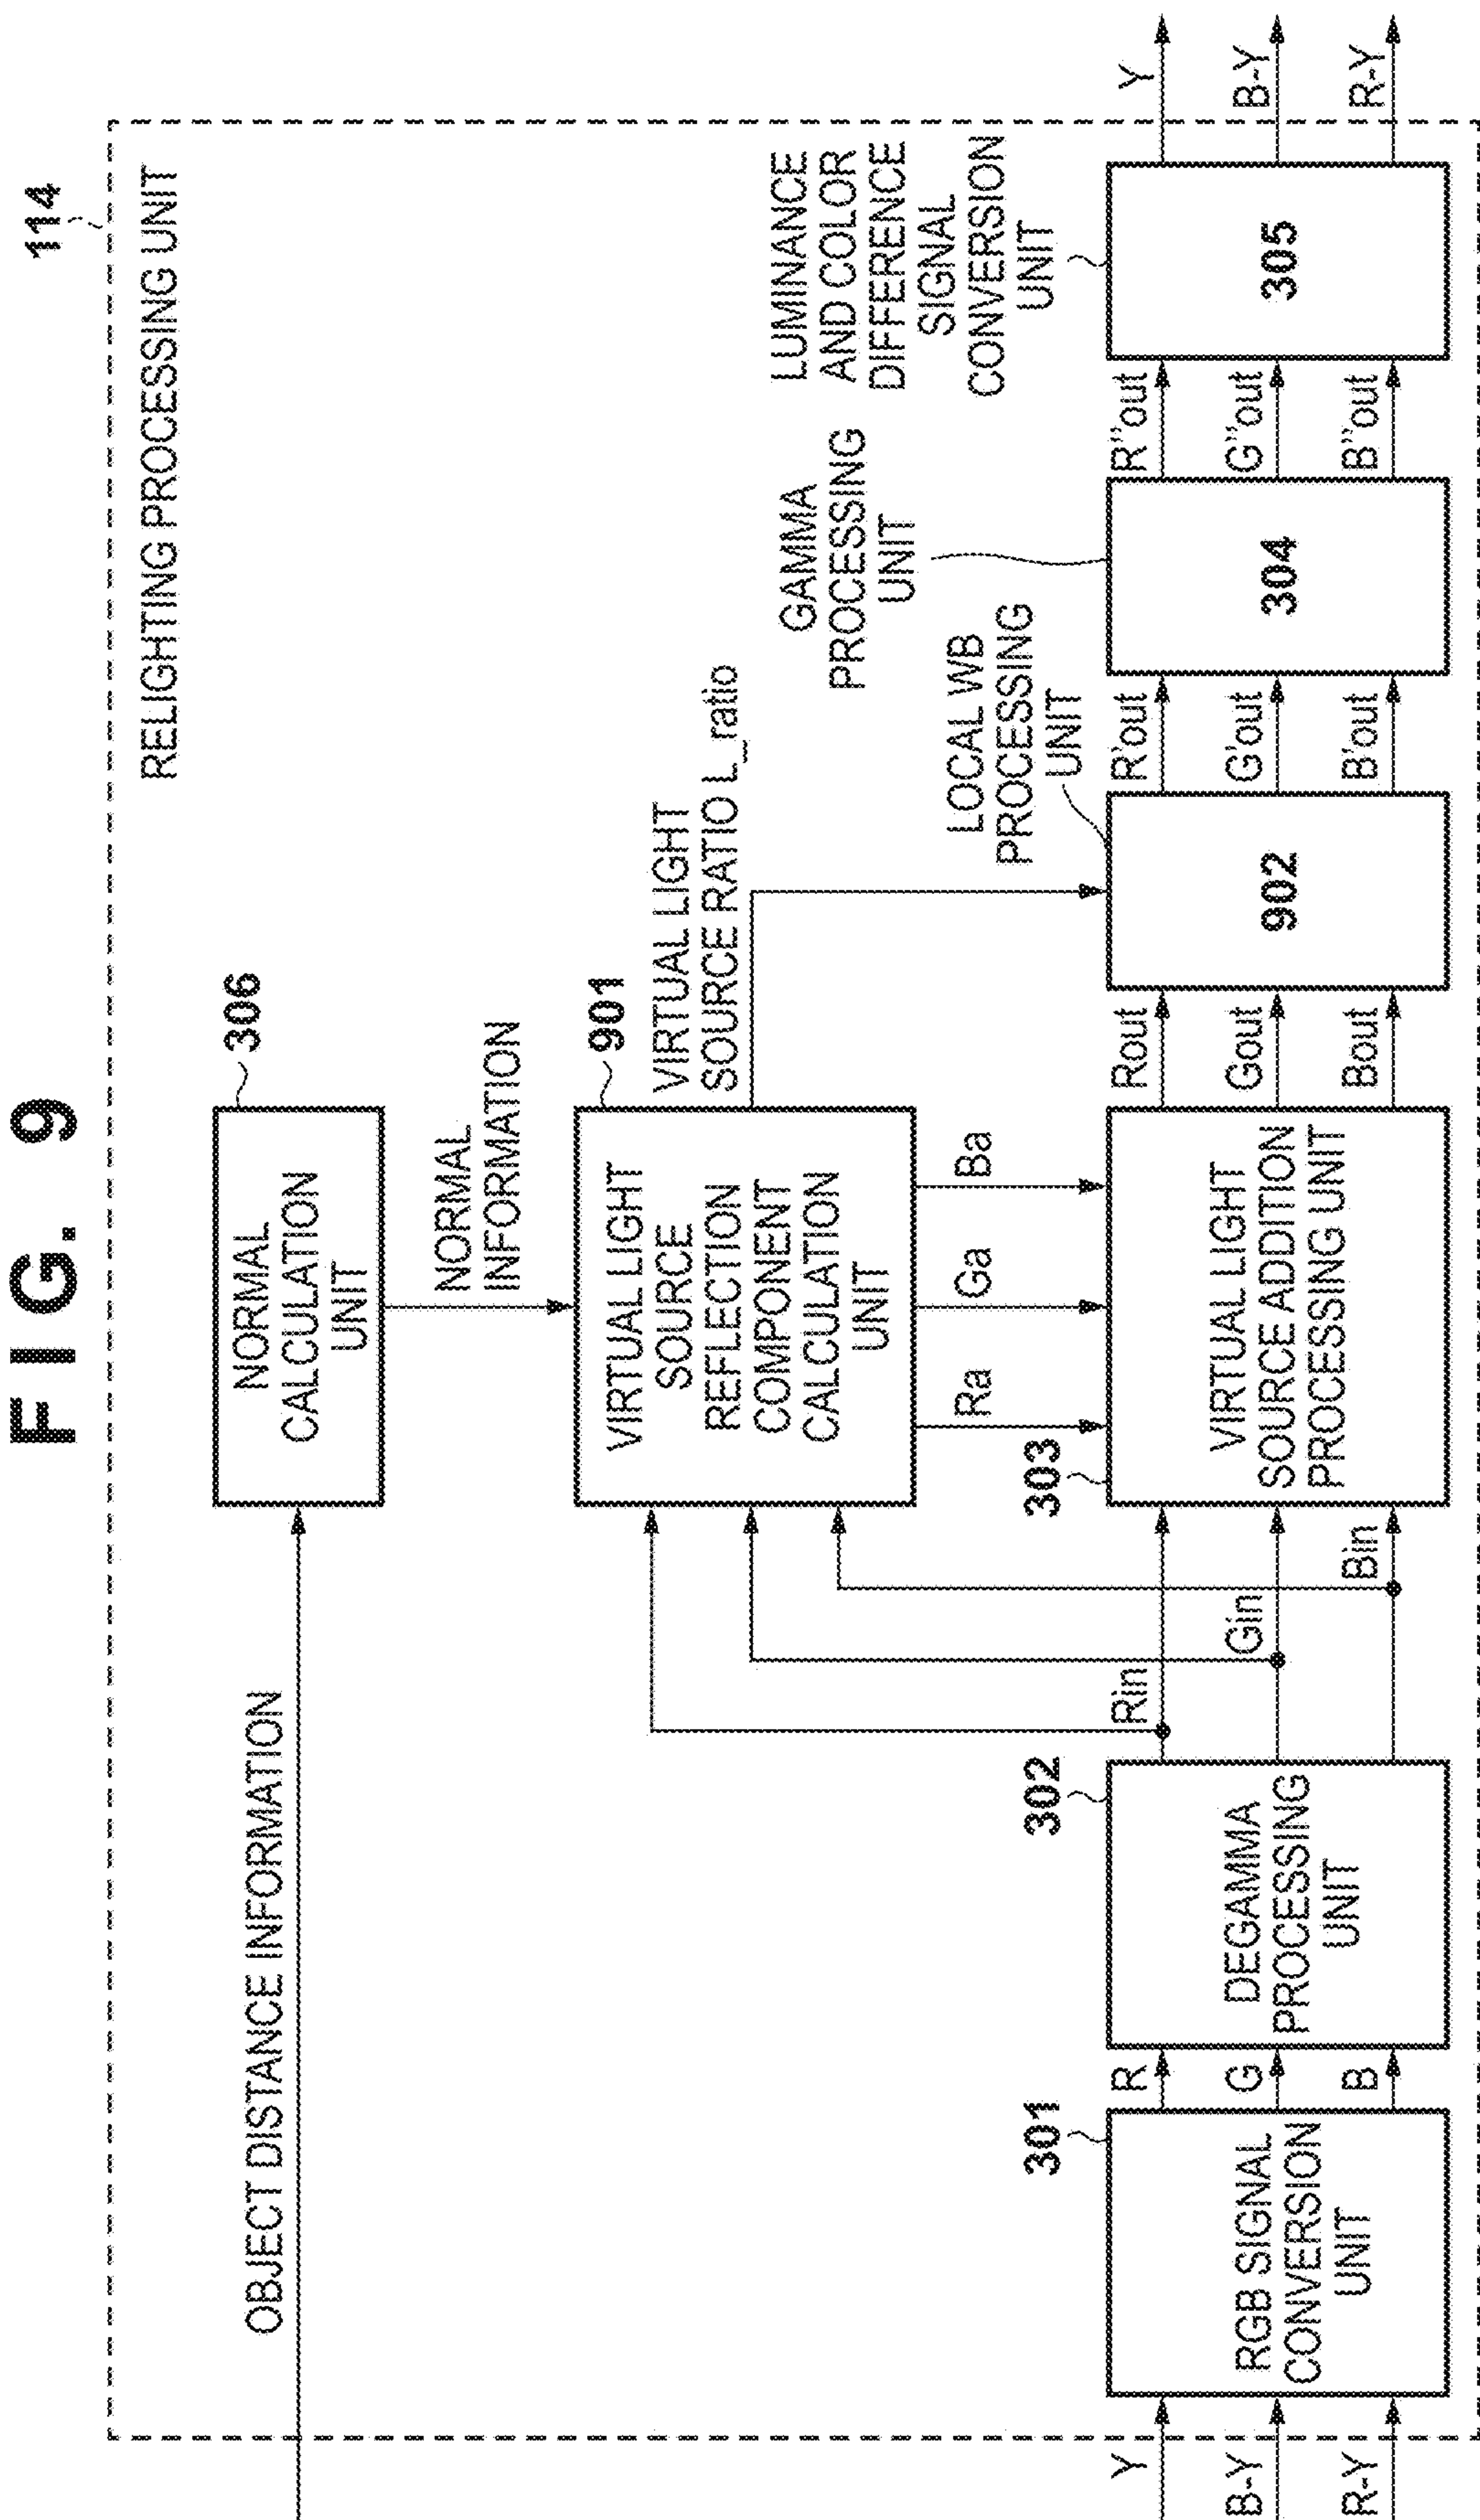 FIG. 9
114
RELIGHTING PROCESSING UNIT
OBJECT DISTANCE INFORMATION
306
NORMAL
CALCULATION
UNIT
NORMAL
INFORMATION
901
VIRTUAL LIGHT
SOURCE
REFLECTION
COMPONENT
CALCULATION
UNIT
VIRTUAL LIGHT
SOURCE RATIO L_ratio
Ra
Ga
Ba
Y
B-Y
R-Y
301
RGB SIGNAL
CONVERSION
UNIT
R
G
B
302
DEGAMMA
PROCESSING
UNIT
Rin
Gin
Bin
303
VIRTUAL LIGHT
SOURCE ADDITION
PROCESSING UNIT
Rout
Gout
Bout
LOCAL WB
PROCESSING
UNIT
902
R'out
G'out
B'out
GAMMA
PROCESSING
UNIT
304
R''out
G''out
B''out
LUMINANCE
AND COLOR
DIFFERENCE
SIGNAL
CONVERSION
UNIT
305
Y
B-Y
R-Y